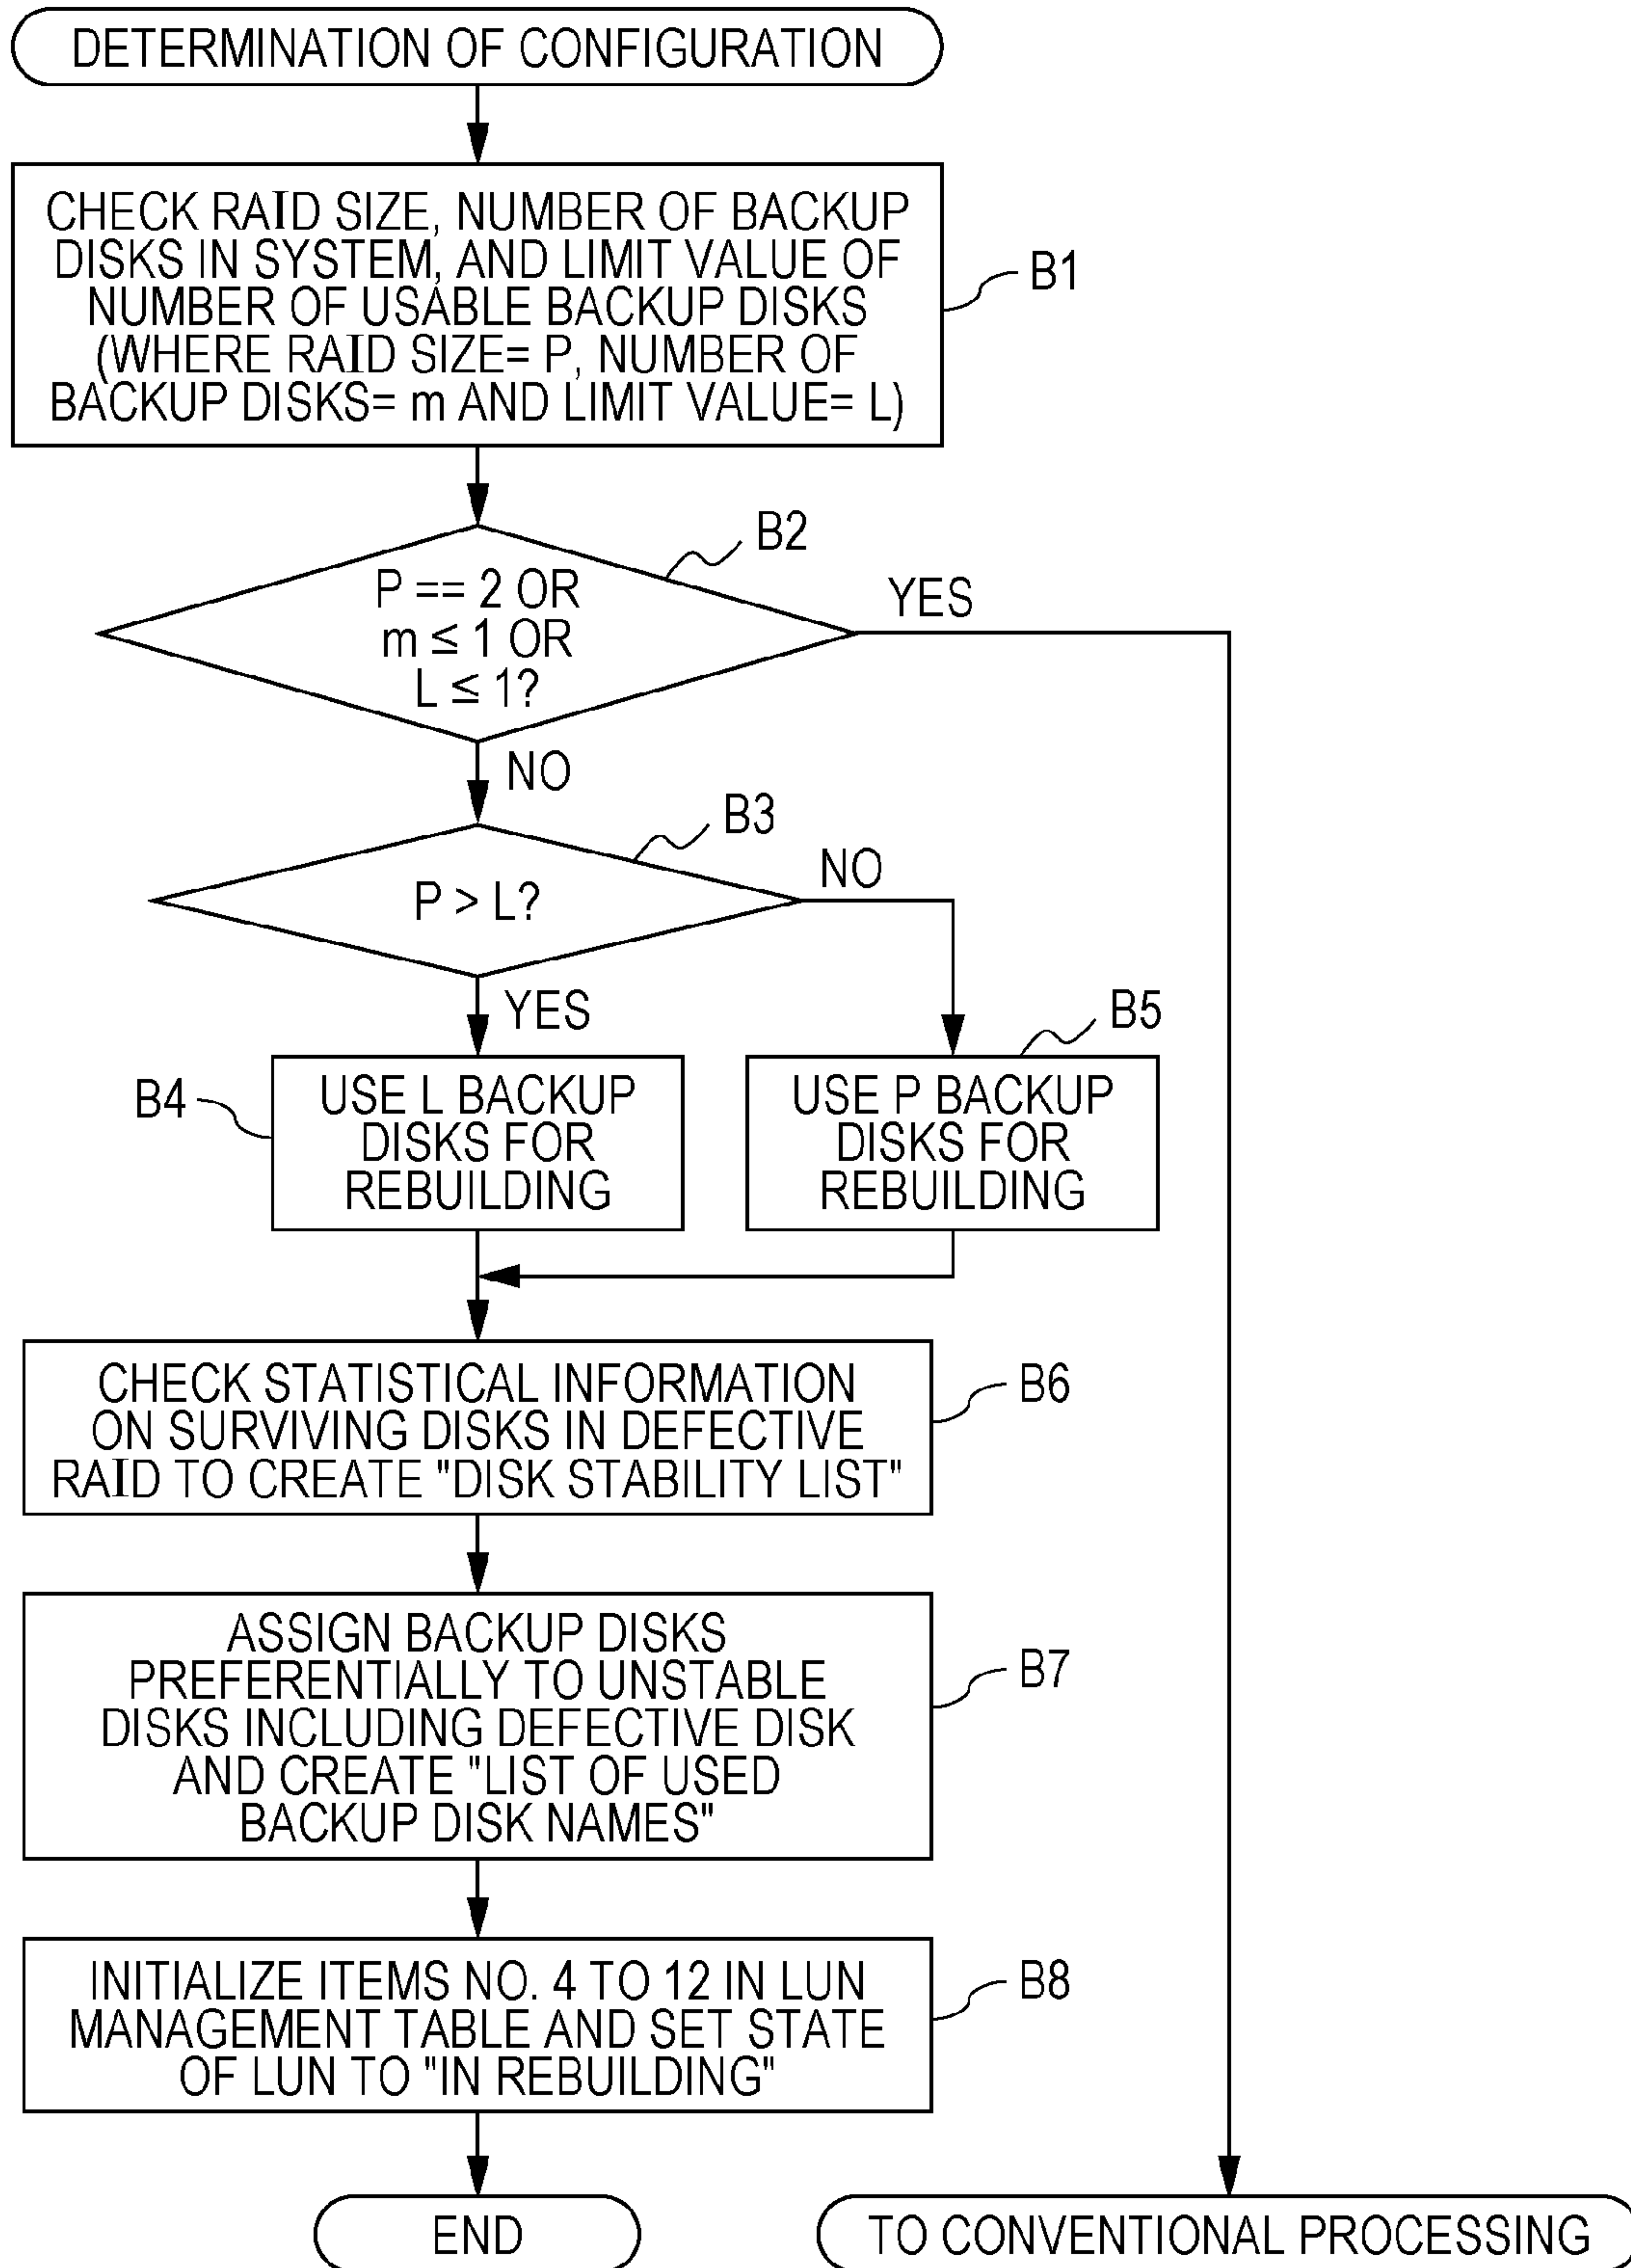 DETERMINATION OF CONFIGURATION
CHECK RAID SIZE, NUMBER OF BACKUP
DISKS IN SYSTEM, AND LIMIT VALUE OF
NUMBER OF USABLE BACKUP DISKS
(WHERE RAID SIZE= P, NUMBER OF
BACKUP DISKS= m AND LIMIT VALUE= L)
B1
B2
P == 2 OR
m ≤ 1 OR
L ≤ 1?
YES
NO
B3
P > L?
NO
YES
B4
USE L BACKUP
DISKS FOR
REBUILDING
B5
USE P BACKUP
DISKS FOR
REBUILDING
CHECK STATISTICAL INFORMATION
ON SURVIVING DISKS IN DEFECTIVE
RAID TO CREATE "DISK STABILITY LIST"
B6
ASSIGN BACKUP DISKS
PREFERENTIALLY TO UNSTABLE
DISKS INCLUDING DEFECTIVE DISK
AND CREATE "LIST OF USED
BACKUP DISK NAMES"
B7
INITIALIZE ITEMS NO. 4 TO 12 IN LUN
MANAGEMENT TABLE AND SET STATE
OF LUN TO "IN REBUILDING"
B8
END
TO CONVENTIONAL PROCESSING